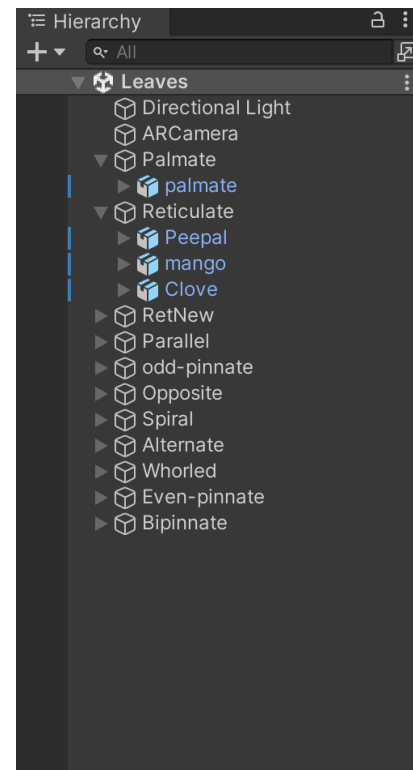 Hierarchy
All
Leaves
Directional Light
ARCamera
Palmate
palmate
Reticulate
Peepal
mango
Clove
RetNew
Parallel
odd-pinnate
Opposite
Spiral
Alternate
Whorled
Even-pinnate
Bipinnate